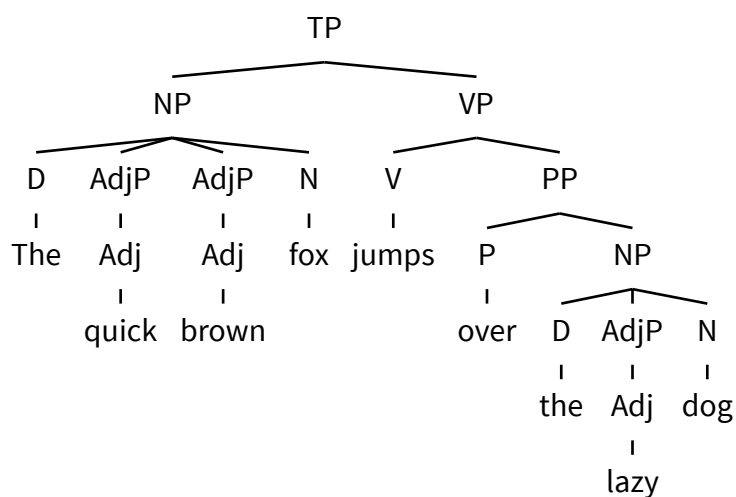 TP
NP VP
D AdjP AdjP N V PP
The Adj Adj fox jumps P NP
quick brown over D AdjP N
the Adj dog
lazy